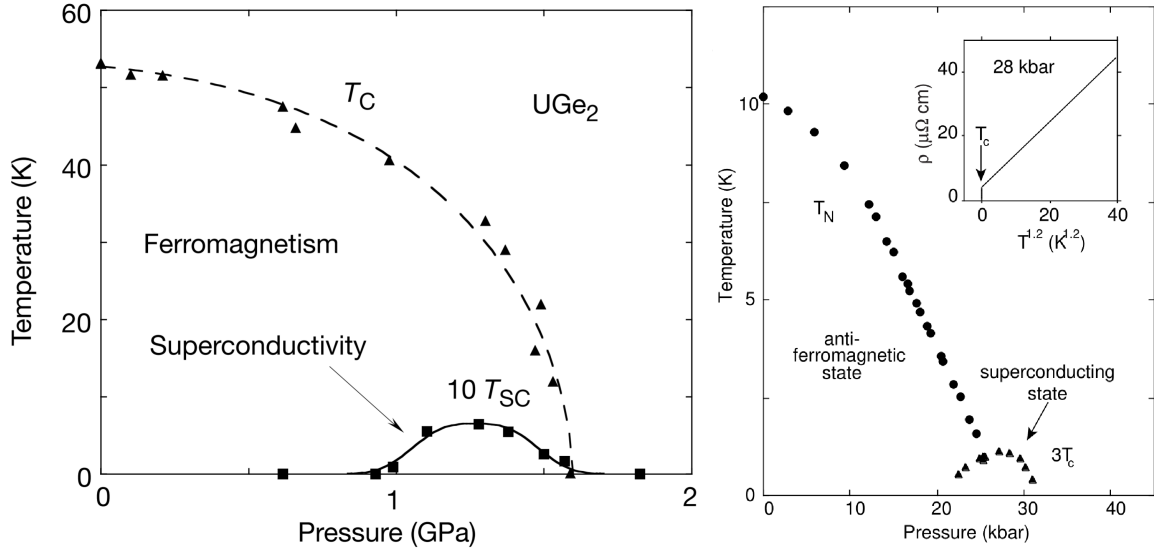 60
40
20
0
Temperature (K)
T_C
UGe₂
Ferromagnetism
Superconductivity
10 T_SC
0
1
2
Pressure (GPa)
10
5
0
Temperature (K)
T_N
anti-
ferromagnetic
state
superconducting
state
3T_c
0
10
20
30
40
Pressure (kbar)
40
20
0
ρ (μΩ cm)
28 kbar
T_c
0
20
40
T^1.2 (K^1.2)